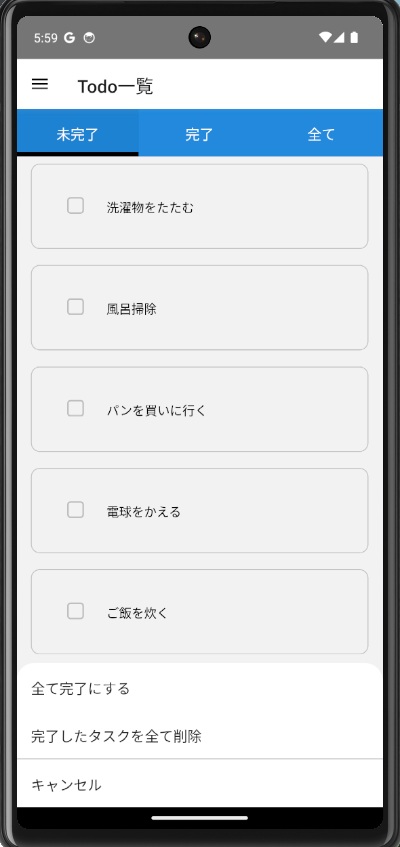 5:59
Todo一覧
未完了 完了 全て
洗濯物をたたむ
風呂掃除
パンを買いに行く
電球をかえる
ご飯を炊く
全て完了にする
完了したタスクを全て削除
キャンセル